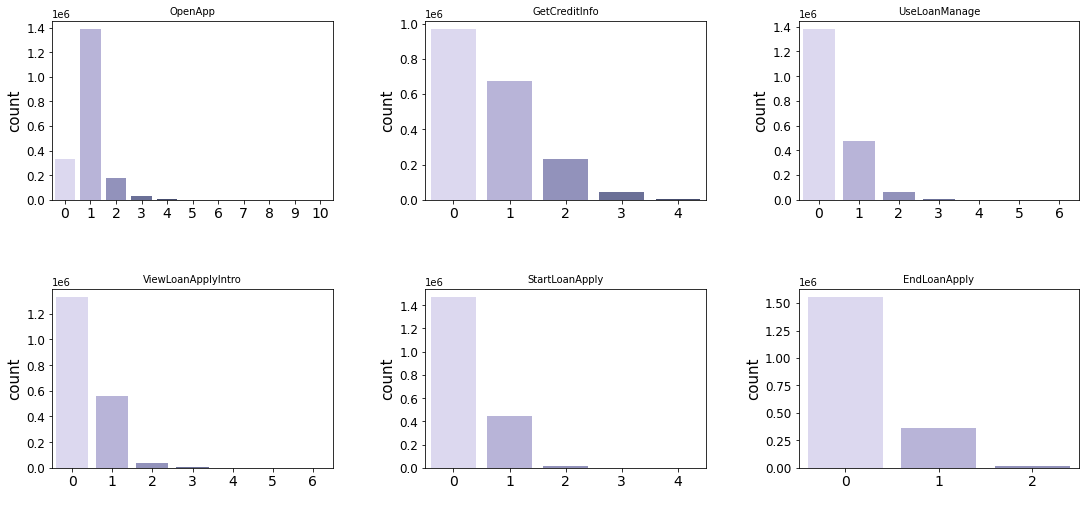 OpenApp
1e6
count
1.4
1.2
1.0
0.8
0.6
0.4
0.2
0.0
0 1 2 3 4 5 6 7 8 9 10
GetCreditInfo
1e6
count
1.0
0.8
0.6
0.4
0.2
0.0
0 1 2 3 4
UseLoanManage
1e6
count
1.4
1.2
1.0
0.8
0.6
0.4
0.2
0.0
0 1 2 3 4 5 6
ViewLoanApplyIntro
1e6
count
1.2
1.0
0.8
0.6
0.4
0.2
0.0
0 1 2 3 4 5 6
StartLoanApply
1e6
count
1.4
1.2
1.0
0.8
0.6
0.4
0.2
0.0
0 1 2 3 4
EndLoanApply
1e6
count
1.50
1.25
1.00
0.75
0.50
0.25
0.00
0 1 2